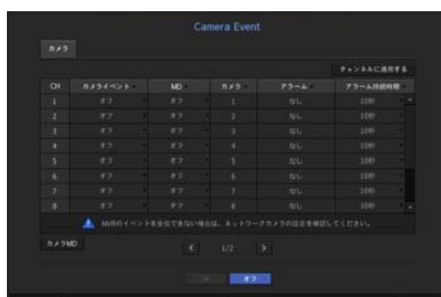 Camera Event
カメラ
チャンネルに適用する
CH カメライベント MD カメラ アラーム アラーム持続時間
1 オフ オフ 1 なし 10秒
2 オフ オフ 2 なし 10秒
3 オフ オフ 3 なし 10秒
4 オフ オフ 4 なし 10秒
5 オフ オフ 5 なし 10秒
6 オフ オフ 6 なし 10秒
7 オフ オフ 7 なし 10秒
8 オフ オフ 8 なし 10秒
NVRのイベントを受信できない場合は、ネットワークカメラの設定を確認してください。
カメラMD
< 1/2 >
オフ